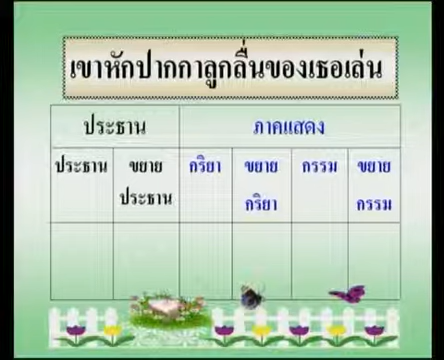 เขาหักปากกาลูกลื่นของเธอเล่น
ประธาน ภาคแสดง
ประธาน ขยาย กริยา ขยาย กรรม ขยาย
ประธาน กริยา กรรม